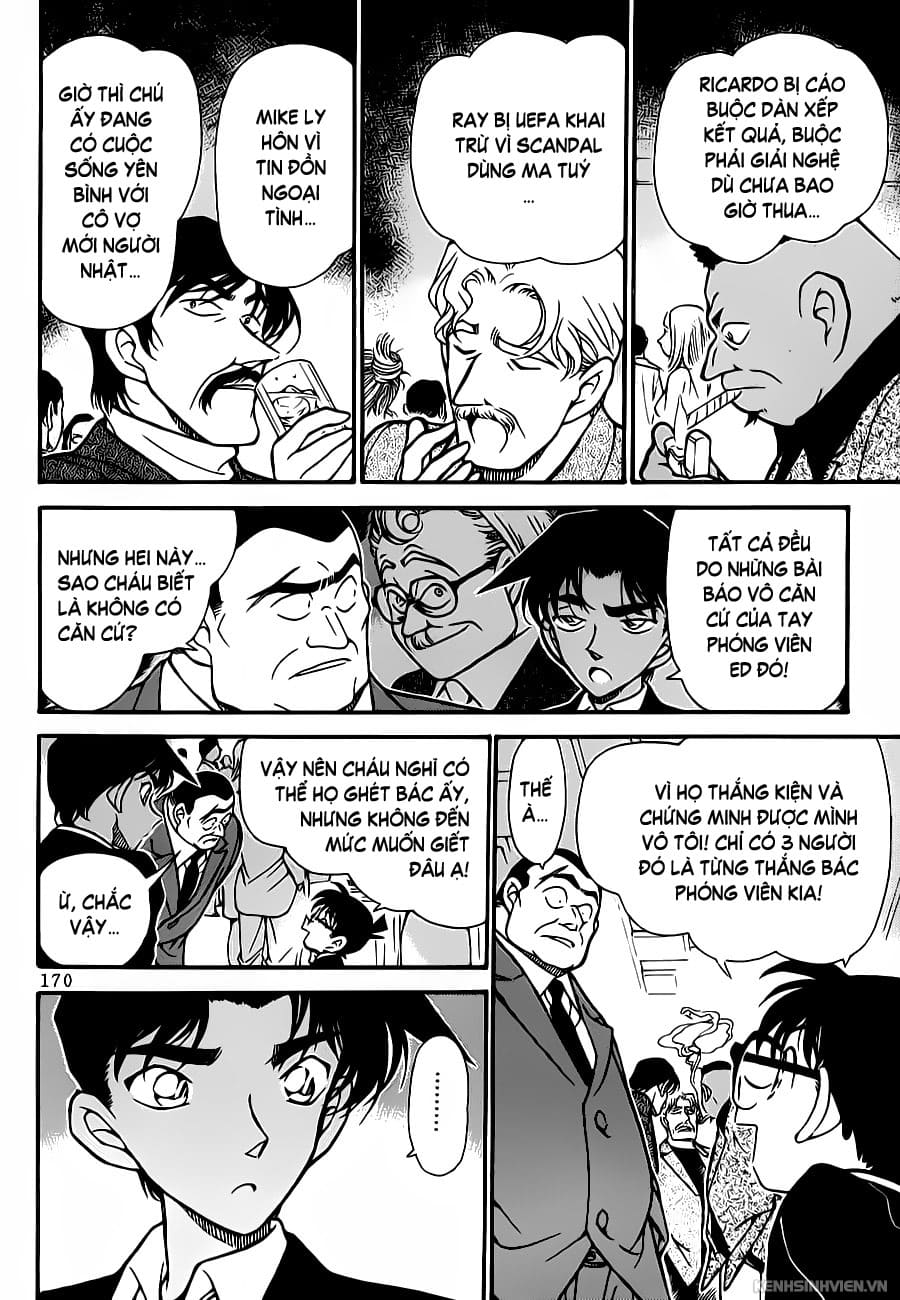 RICARDO BỊ CÁO
BUỘC DÀN XẾP
KẾT QUẢ, BUỘC
PHẢI GIẢI NGHỆ
DÙ CHƯA BAO
GIỜ THUA...
RAY BỊ UEFA KHAI
TRỪ VÌ SCANDAL
DÙNG MA TUÝ
...
MIKE LY
HÔN VÌ
TIN ĐỒN
NGOẠI
TÌNH...
GIỜ THÌ CHÚ
ẤY ĐANG
CÓ CUỘC
SỐNG YÊN
BÌNH VỚI
CÔ VỢ
MỚI NGƯỜI
NHẬT...
TẤT CẢ ĐỀU
DO NHỮNG BÀI
BÁO VÔ CĂN
CỨ CỦA TAY
PHÓNG VIÊN
ED ĐÓ!
NHƯNG HEI NÀY...
SAO CHÁU BIẾT
LÀ KHÔNG CÓ
CĂN CỨ?
VÌ HỌ THẮNG KIỆN VÀ
CHỨNG MINH ĐƯỢC MÌNH
VÔ TỘI! CHỈ CÓ 3 NGƯỜI
ĐÓ LÀ TỪNG THẮNG BÁC
PHÓNG VIÊN KIA!
THẾ
À...
VẬY NÊN CHÁU NGHĨ CÓ
THỂ HỌ GHÉT BÁC ẤY,
NHƯNG KHÔNG ĐẾN
MỨC MUỐN GIẾT
ĐÂU Ạ!
Ừ, CHẮC
VẬY...
170
.........
KENHSINHVIEN.VN